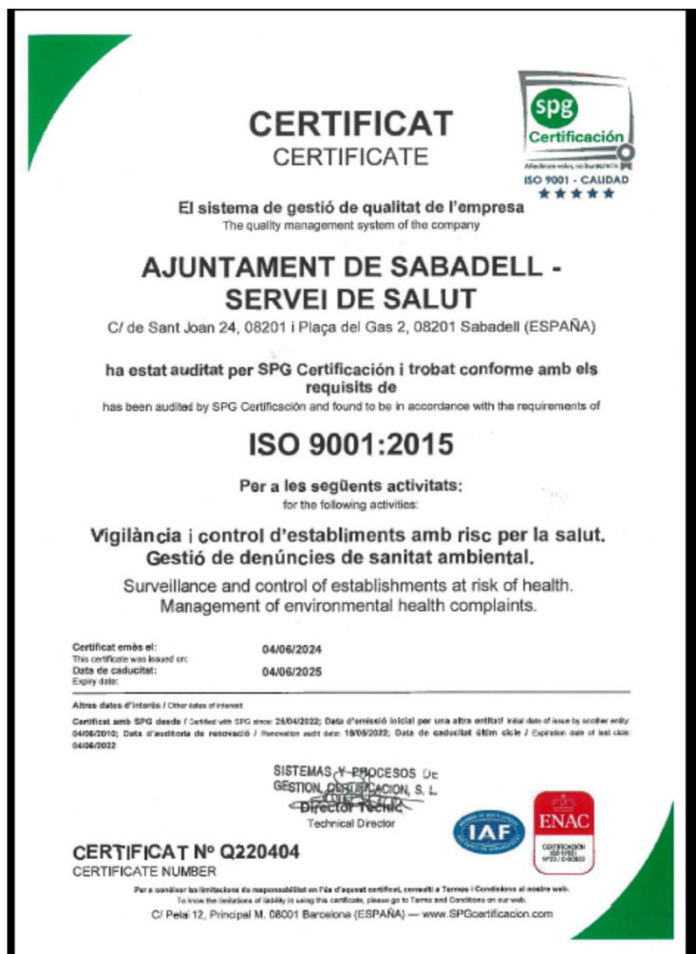 CERTIFICAT
CERTIFICATE
spg
Certificación
ISO 9001 - CALIDAD
El sistema de gestió de qualitat de l'empresa
The quality management system of the company
AJUNTAMENT DE SABADELL -
SERVEI DE SALUT
C/ de Sant Joan 24, 08201 i Plaça del Gas 2, 08201 Sabadell (ESPAÑA)
ha estat auditat per SPG Certificación i trobat conforme amb els
requisits de
has been audited by SPG Certificación and found to be in accordance with the requirements of
ISO 9001:2015
Per a les següents activitats:
for the following activities:
Vigilància i control d'establiments amb risc per la salut.
Gestió de denúncies de sanitat ambiental.
Surveillance and control of establishments at risk of health.
Management of environmental health complaints.
Certificat emès el: 04/06/2024
This certificate was issued on:
Data de caducitat: 04/06/2025
Expiry date:
Altres dates d'interès / Other dates of interest
Certificat amb SPG desde / Certified with SPG since: 25/04/2022; Data d'emissió inicial per una altra entitat/ Initial date of issue by another entity:
04/06/2010; Data d'auditoria de renovació / Renovation audit date: 18/05/2022; Data de caducitat últim cicle / Expiration date of last cicle:
04/06/2022
SISTEMAS Y PROCESOS DE
GESTION, CERTIFICACION, S. L.
Director Tècnic
Technical Director
IAF
ENAC
CERTIFICACIÓN
CERTIFICAT Nº Q220404
CERTIFICATE NUMBER
Per a conèixer les limitacions de responsabilitat en l'ús d'aquest certificat, consulti a Termes i Condicions al nostre web.
To know the limitations of liability in using this certificate, please go to Terms and Conditions on our web.
C/ Pelai 12, Principal M. 08001 Barcelona (ESPAÑA) — www.SPGcertificacion.com